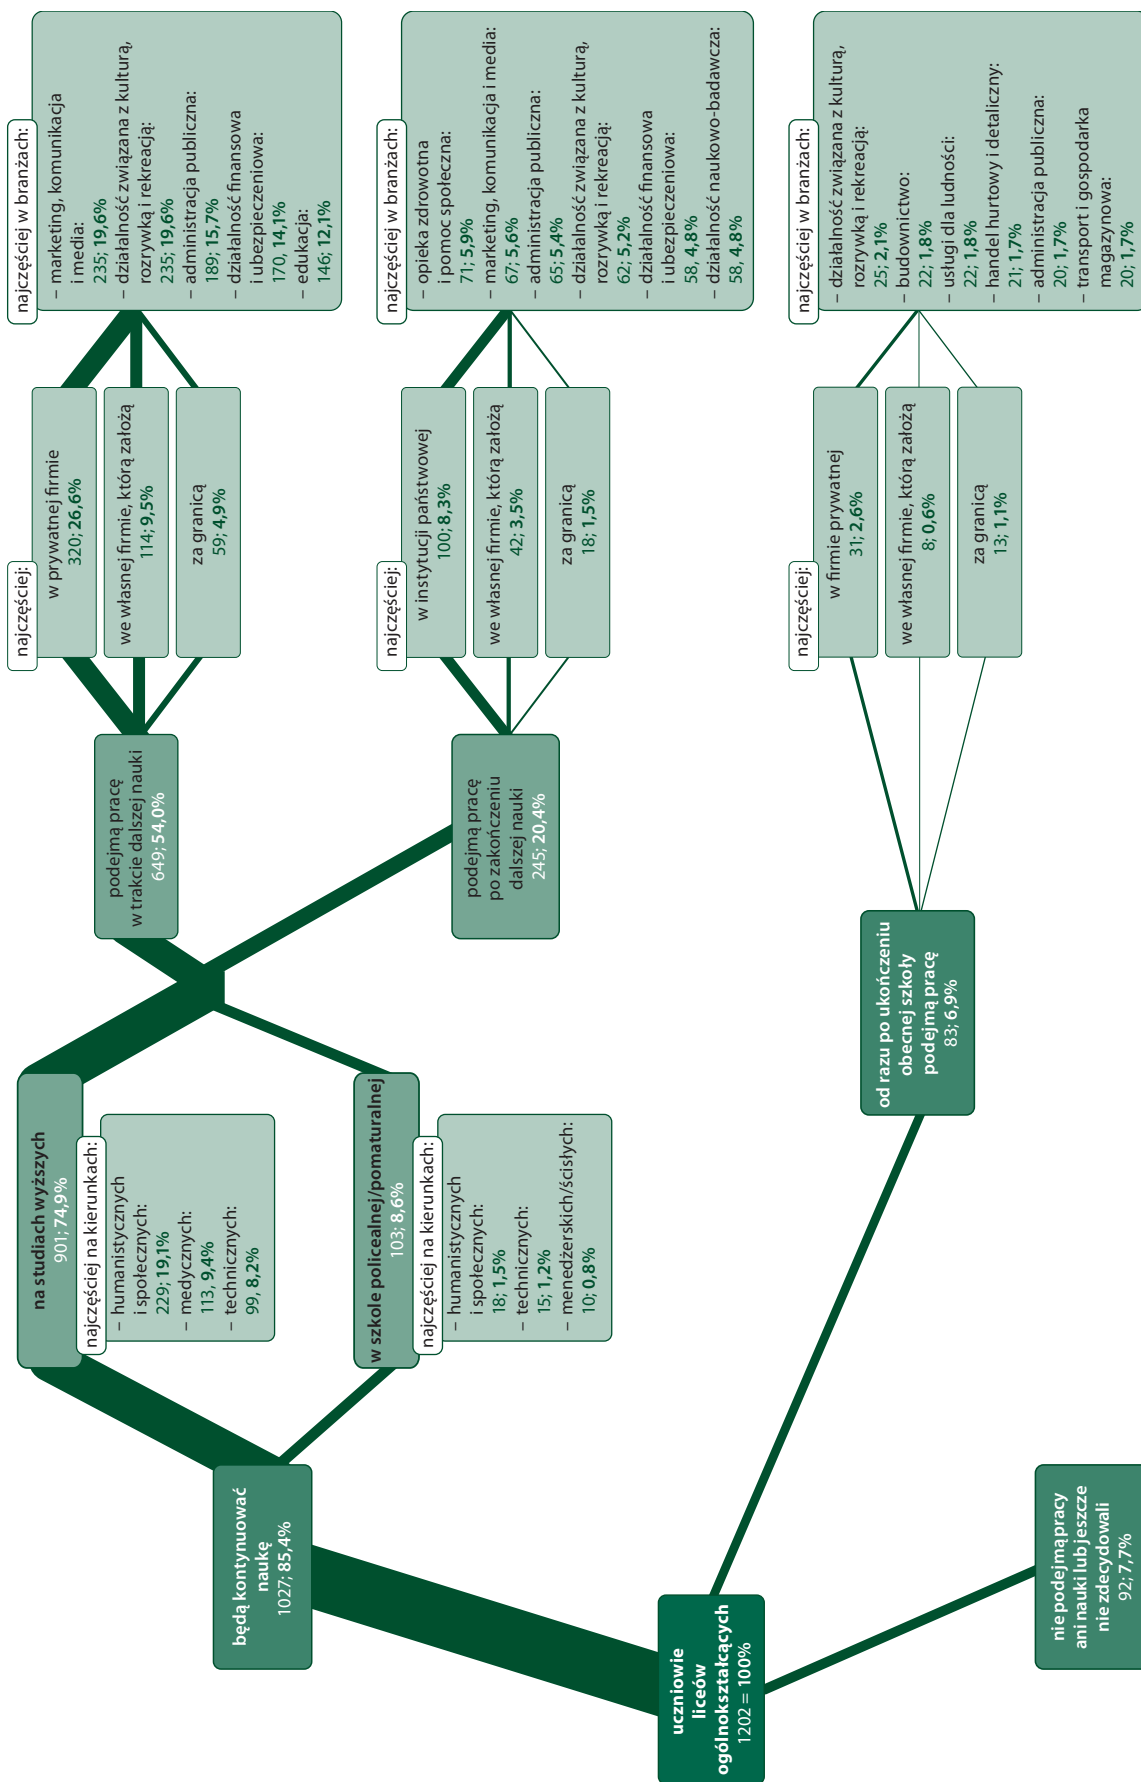 uczniowie
liceów
ogólnokształcących
1202 = 100%
będą kontynuować
naukę
1027; 85,4%
na studiach wyższych
901; 74,9%
najczęściej na kierunkach:
– humanistycznych
i społecznych:
229; 19,1%
– medycznych:
113, 9,4%
– technicznych:
99, 8,2%
w szkole policealnej/pomaturalnej
103; 8,6%
najczęściej na kierunkach:
– humanistycznych
i społecznych:
18; 1,5%
– technicznych:
15; 1,2%
– menedżerskich/ścisłych:
10; 0,8%
podejmą pracę
w trakcie dalszej nauki
649; 54,0%
najczęściej:
w prywatnej firmie
320; 26,6%
we własnej firmie, którą założą
114; 9,5%
za granicą
59; 4,9%
najczęściej w branżach:
– marketing, komunikacja
i media:
235; 19,6%
– działalność związana z kulturą,
rozrywką i rekreacją:
235; 19,6%
– administracja publiczna:
189; 15,7%
– działalność finansowa
i ubezpieczeniowa:
170, 14,1%
– edukacja:
146; 12,1%
podejmą pracę
po zakończeniu
dalszej nauki
245; 20,4%
najczęściej:
w instytucji państwowej
100; 8,3%
we własnej firmie, którą założą
42; 3,5%
za granicą
18; 1,5%
najczęściej w branżach:
– opieka zdrowotna
i pomoc społeczna:
71; 5,9%
– marketing, komunikacja i media:
67; 5,6%
– administracja publiczna:
65; 5,4%
– działalność związana z kulturą,
rozrywką i rekreacją:
62; 5,2%
– działalność finansowa
i ubezpieczeniowa:
58, 4,8%
– działalność naukowo-badawcza:
58, 4,8%
od razu po ukończeniu
obecnej szkoły
podejmą pracę
83; 6,9%
najczęściej:
w firmie prywatnej
31; 2,6%
we własnej firmie, którą założą
8; 0,6%
za granicą
13; 1,1%
najczęściej w branżach:
– działalność związana z kulturą,
rozrywką i rekreacją:
25; 2,1%
– budownictwo:
22; 1,8%
– usługi dla ludności:
22; 1,8%
– handel hurtowy i detaliczny:
21; 1,7%
– administracja publiczna:
20; 1,7%
– transport i gospodarka
magazynowa:
20; 1,7%
nie podejmą pracy
ani nauki lub jeszcze
nie zdecydowali
92; 7,7%